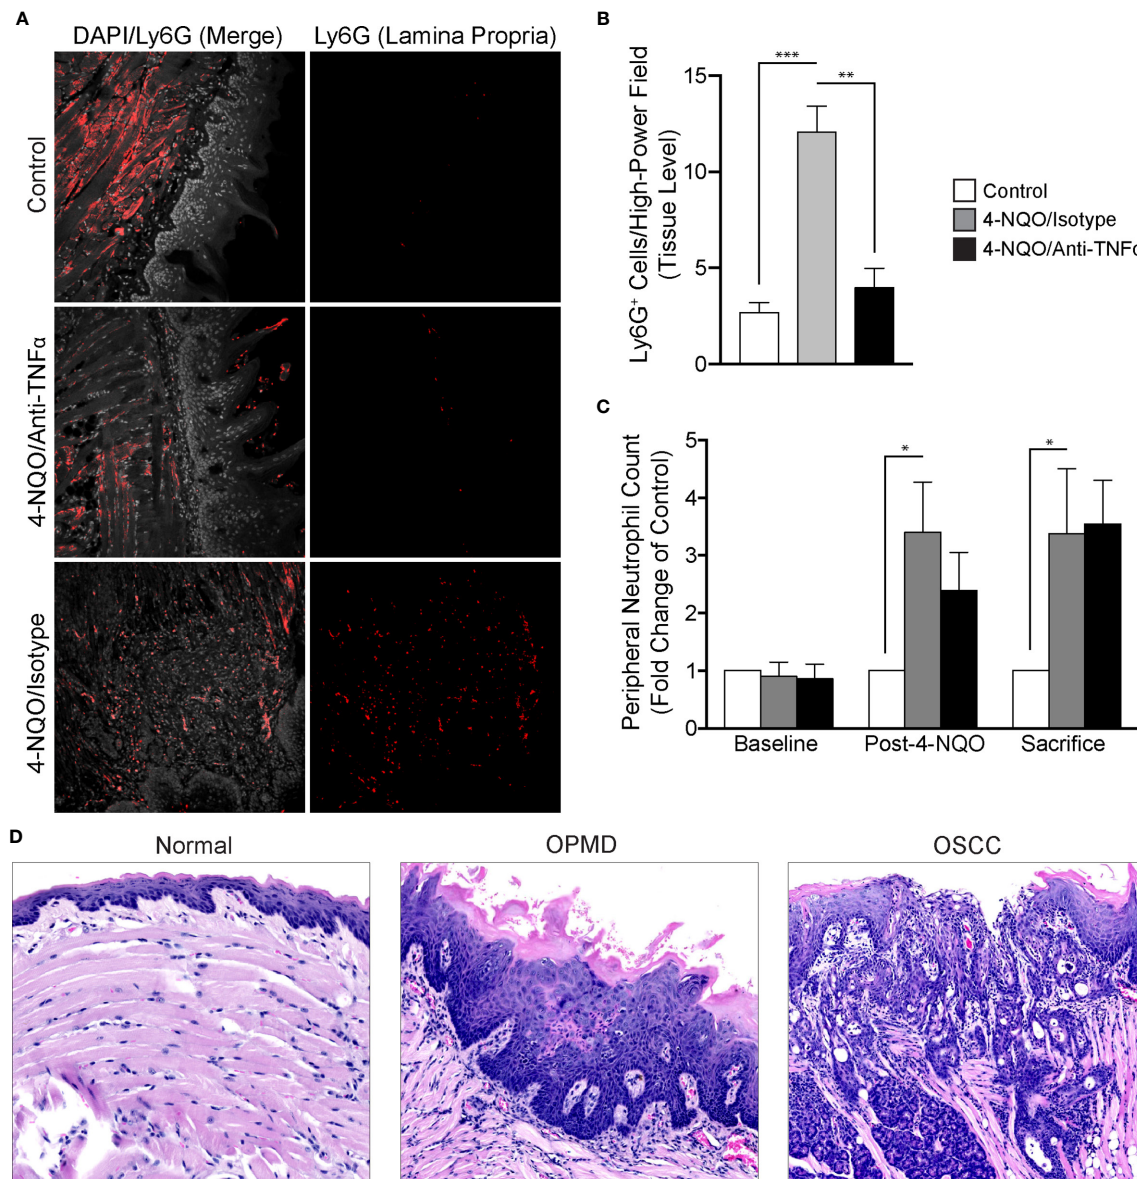 A
DAPI/Ly6G (Merge)
Ly6G (Lamina Propria)
Control
4-NQO/Anti-TNFα
4-NQO/Isotype
B
Ly6G⁺ Cells/High-Power Field
(Tissue Level)
15
10
5
0
***
**
Control
4-NQO/Isotype
4-NQO/Anti-TNFα
C
Peripheral Neutrophil Count
(Fold Change of Control)
5
4
3
2
1
0
*
*
Baseline
Post-4-NQO
Sacrifice
D
Normal
OPMD
OSCC